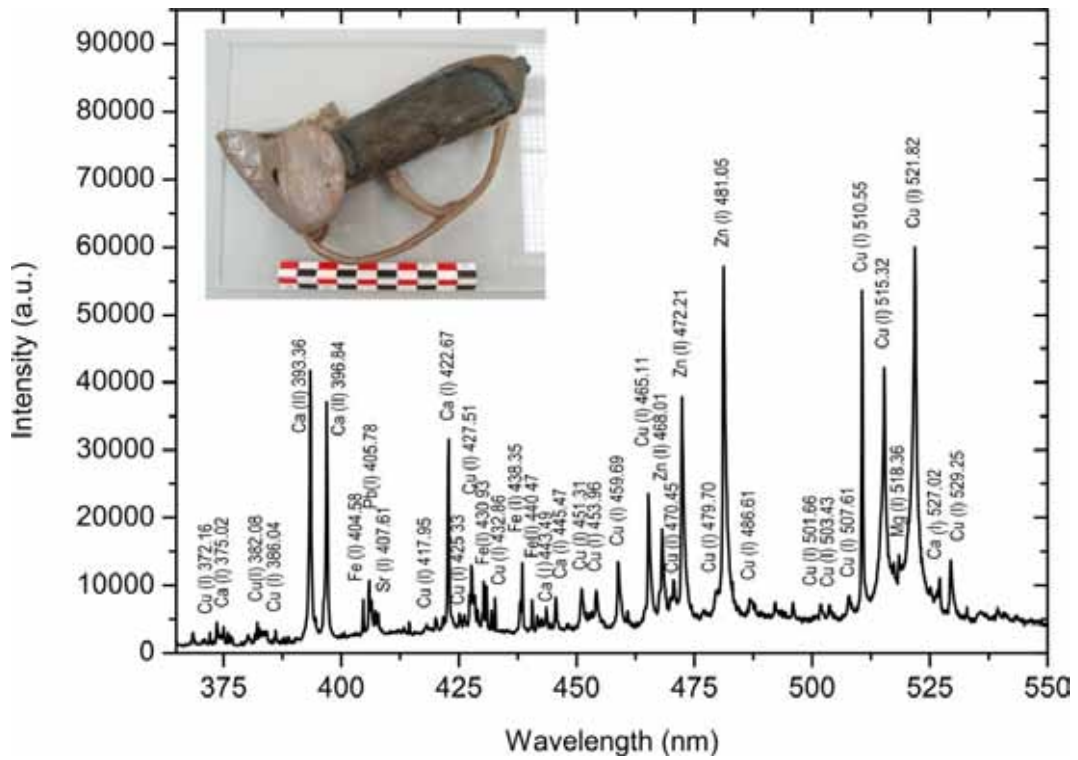 90000
80000
70000
60000
50000
40000
30000
20000
10000
0
Intensity (a.u.)
Cu (I) 372.16
Ca (I) 375.02
Cu(I) 382.08
Cu (I) 386.04
Ca (II) 393.36
Ca (II) 396.84
Fe (I) 404.58
Pb(I) 405.78
Sr (I) 407.61
Cu (I) 417.95
Ca (I) 422.67
Cu (I) 425.33
Cu (I) 427.51
Fe(I) 430.93
Cu (I) 432.86
Fe (I) 438.35
Fe(I) 440.47
Ca (I) 443.49
Ca (I) 445.47
Cu (I) 451.31
Cu (I) 453.96
Cu (I) 459.69
Cu (I) 465.11
Zn (I) 468.01
Cu (I) 470.45
Zn (I) 472.21
Cu (I) 479.70
Zn (I) 481.05
Cu (I) 486.61
Cu (I) 501.66
Cu (I) 503.43
Cu (I) 507.61
Cu (I) 510.55
Cu (I) 515.32
Mg (I) 518.36
Cu (I) 521.82
Ca (I) 527.02
Cu (I) 529.25
375
400
425
450
475
500
525
550
Wavelength (nm)